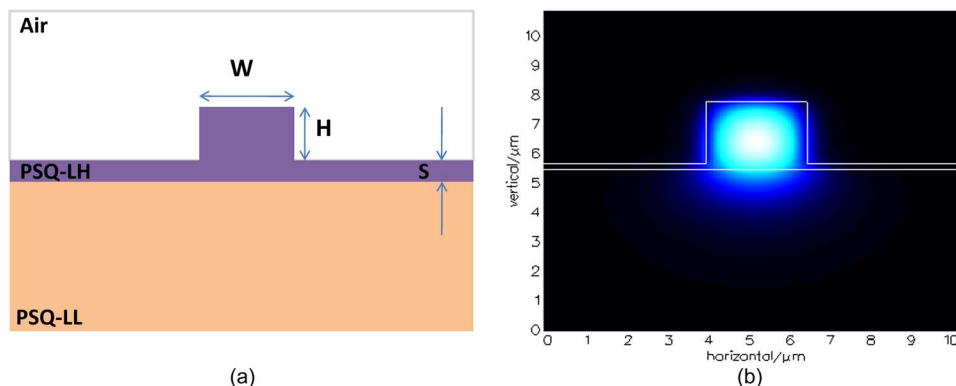 Air
W
H
PSQ-LH
S
PSQ-LL
(a)
vertical/μm
11
10
9
8
7
6
5
4
3
2
1
0
0 1 2 3 4 5 6 7 8 9 10
horizontal/μm
(b)